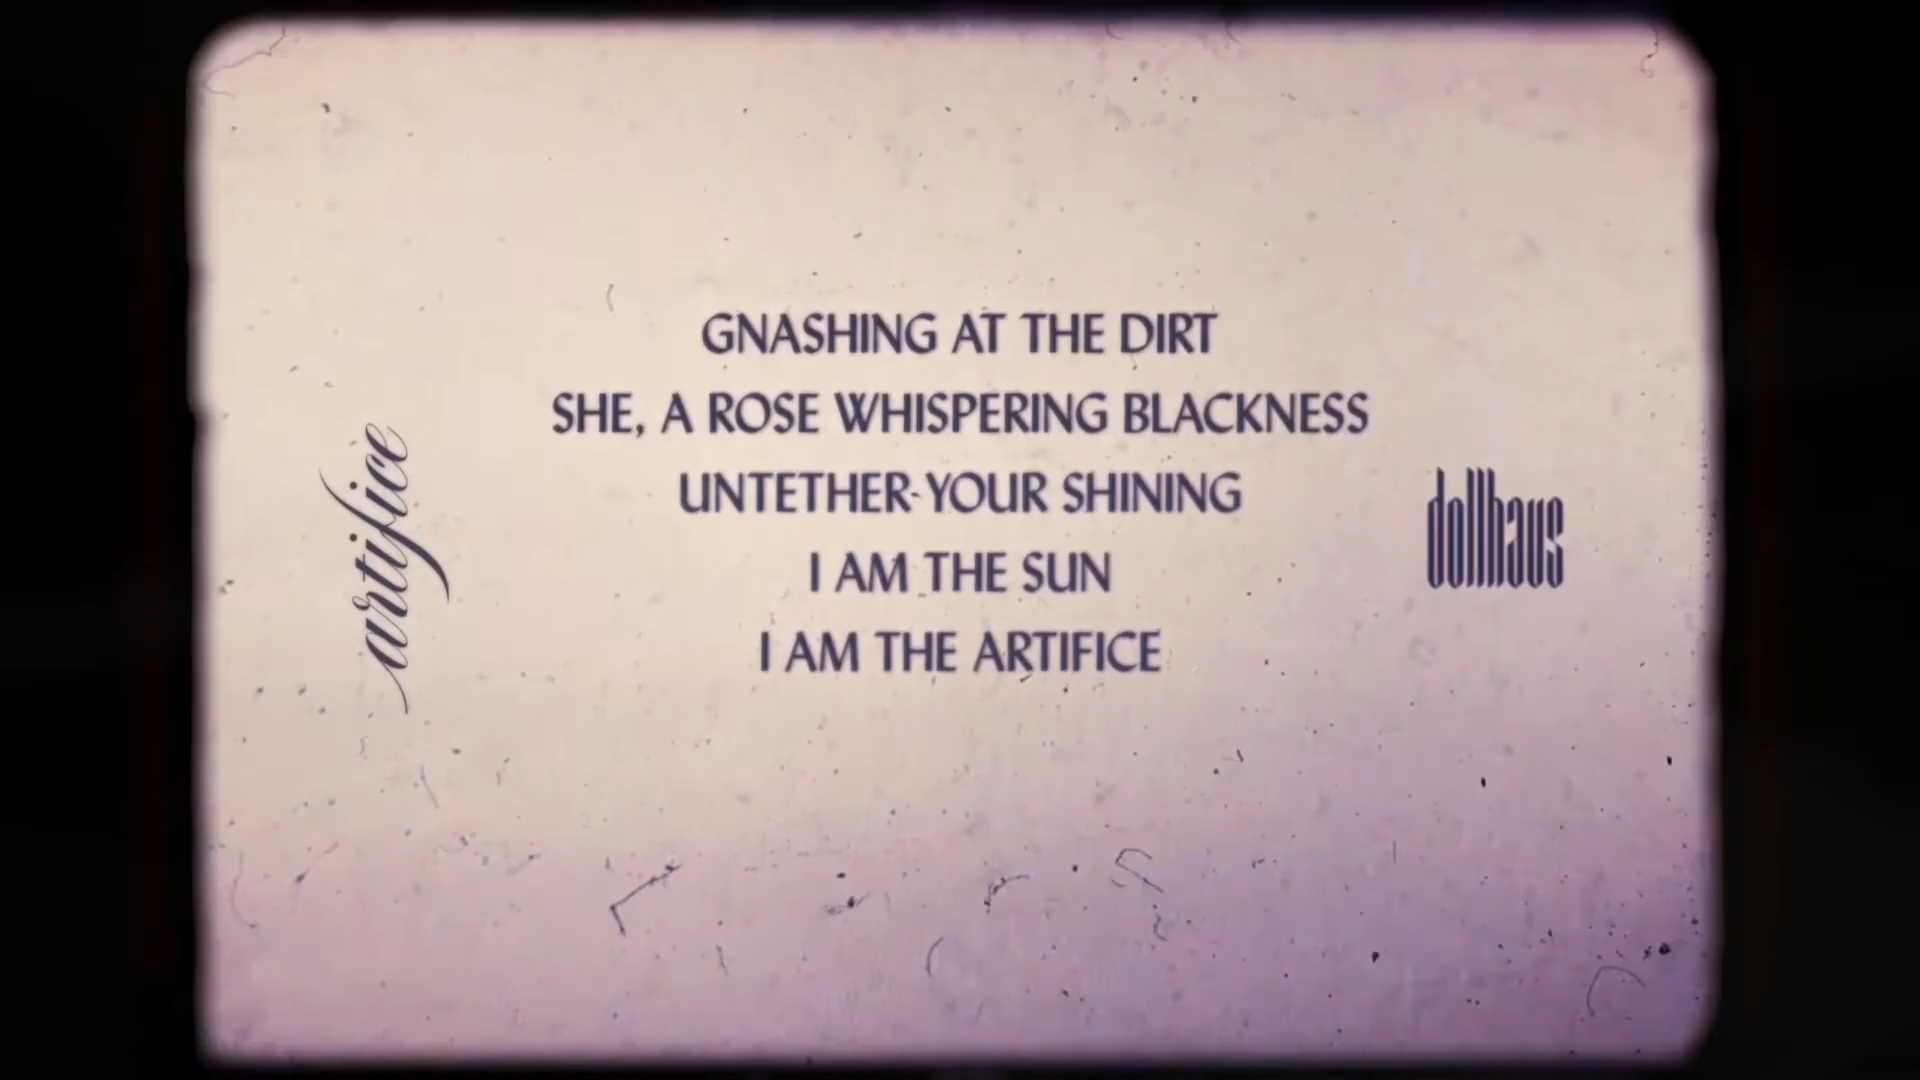 artifice
GNASHING AT THE DIRT
SHE, A ROSE WHISPERING BLACKNESS
UNTETHER YOUR SHINING
I AM THE SUN
I AM THE ARTIFICE
dollhaus